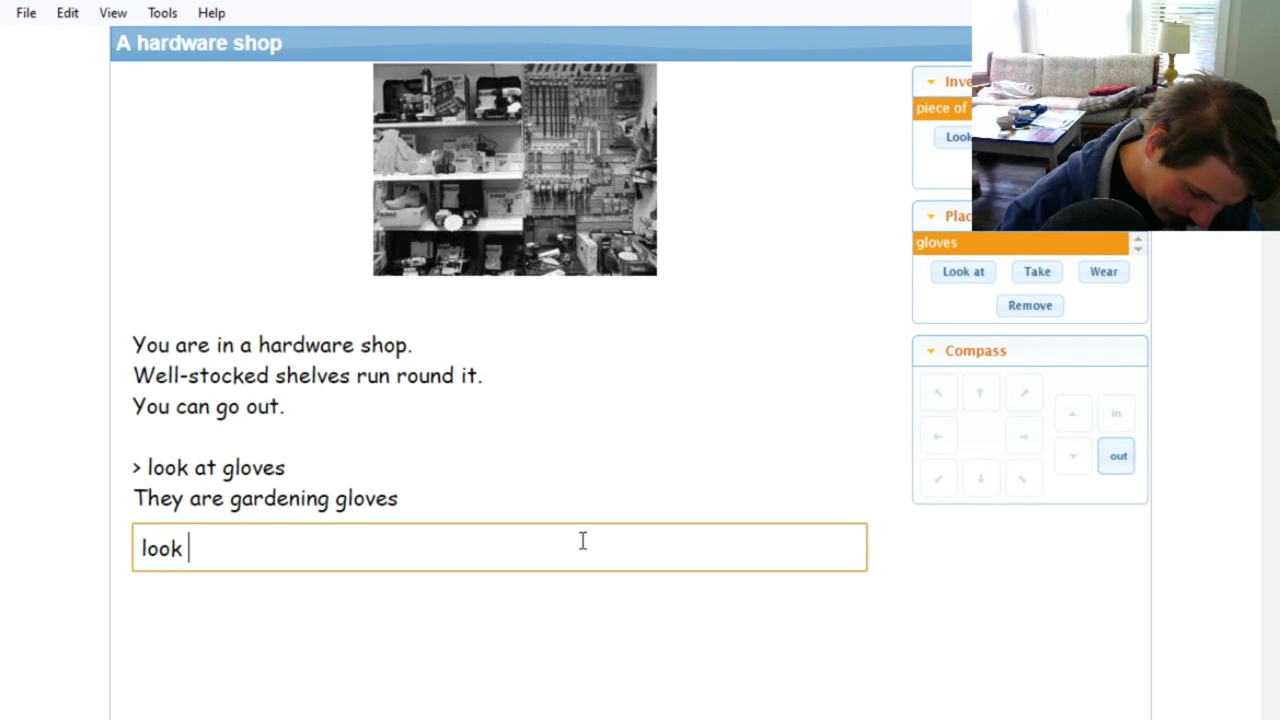 File Edit View Tools Help
A hardware shop
piece of
gloves
Look at Take Wear
Remove
Compass
in
out
You are in a hardware shop.
Well-stocked shelves run round it.
You can go out.
> look at gloves
They are gardening gloves
look